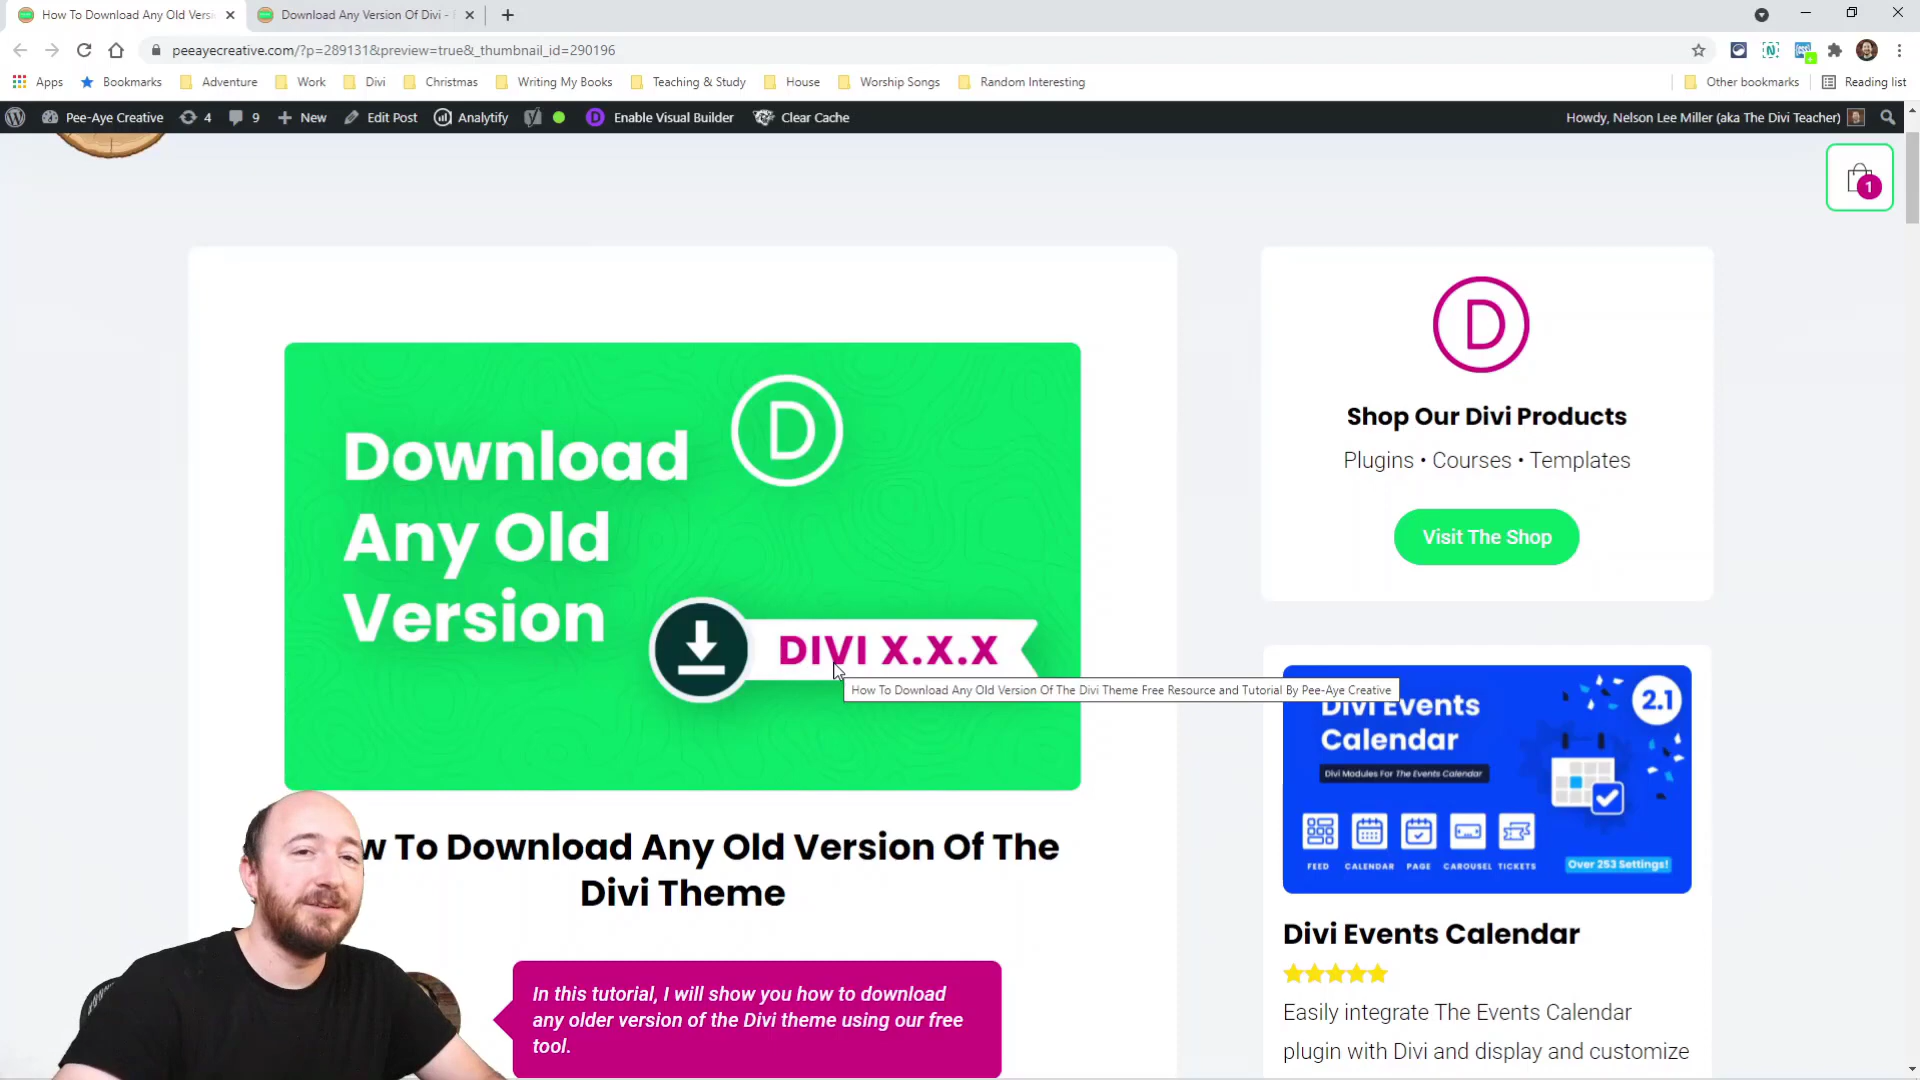 How To Download Any Old Versi
Download Any Version Of Divi -
peeayecreative.com/?p=289131&preview=true&_thumbnail_id=290196
Apps
Bookmarks
Adventure
Work
Divi
Christmas
Writing My Books
Teaching & Study
House
Worship Songs
Random Interesting
Other bookmarks
Reading list
Pee-Aye Creative
4
9
New
Edit Post
Analytify
Enable Visual Builder
Clear Cache
Howdy, Nelson Lee Miller (aka The Divi Teacher)
1
D
Download
Any Old
Version
DIVI X.X.X
How To Download Any Old Version Of The Divi Theme Free Resource and Tutorial By Pee-Aye Creative
w To Download Any Old Version Of The
Divi Theme
In this tutorial, I will show you how to download
any older version of the Divi theme using our free
tool.
D
Shop Our Divi Products
Plugins • Courses • Templates
Visit The Shop
Divi Events
Calendar
2.1
Divi Modules For The Events Calendar
FEED
CALENDAR
PAGE
CAROUSEL
TICKETS
Over 253 Settings!
Divi Events Calendar
Easily integrate The Events Calendar
plugin with Divi and display and customize